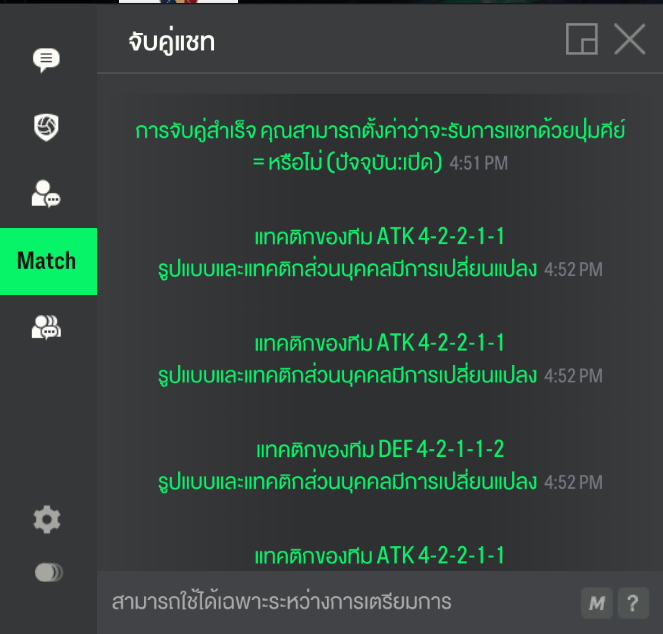 จับคู่แชท
การจับคู่สำเร็จ คุณสามารถตั้งค่าว่าจะรับการแชทด้วยปุ่มคีย์
= หรือไม่ (ปัจจุบัน:เปิด) 4:51 PM
แทคติกของทีม ATK 4-2-2-1-1
รูปแบบและแทคติกส่วนบุคคลมีการเปลี่ยนแปลง 4:52 PM
Match
แทคติกของทีม ATK 4-2-2-1-1
รูปแบบและแทคติกส่วนบุคคลมีการเปลี่ยนแปลง 4:52 PM
แทคติกของทีม DEF 4-2-1-1-2
รูปแบบและแทคติกส่วนบุคคลมีการเปลี่ยนแปลง 4:52 PM
แทคติกของทีม ATK 4-2-2-1-1
สามารถใช้ได้เฉพาะระหว่างการเตรียมการ
M ?